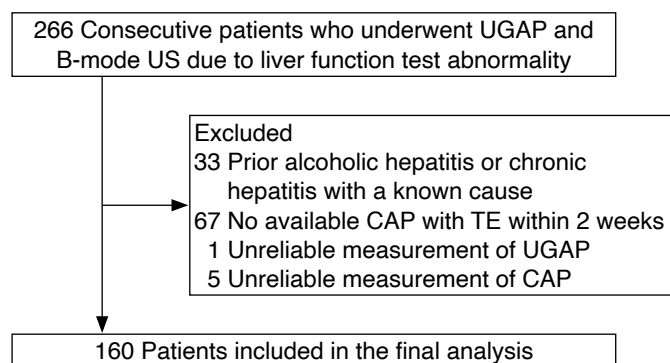 266 Consecutive patients who underwent UGAP and
B-mode US due to liver function test abnormality
Excluded
33 Prior alcoholic hepatitis or chronic
hepatitis with a known cause
67 No available CAP with TE within 2 weeks
1 Unreliable measurement of UGAP
5 Unreliable measurement of CAP
160 Patients included in the final analysis